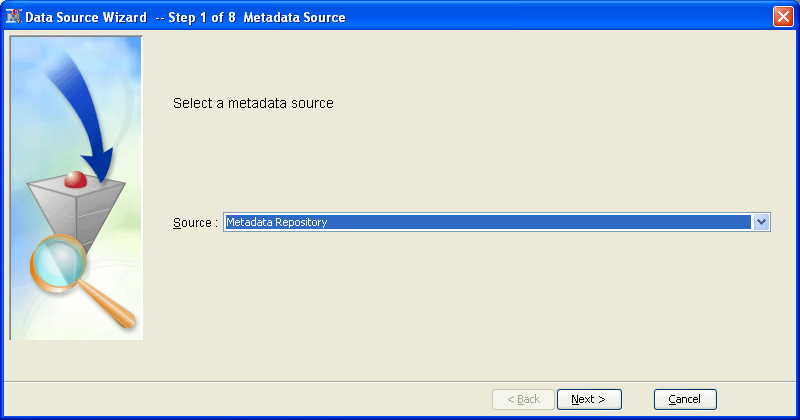 Data Source Wizard -- Step 1 of 8 Metadata Source
Select a metadata source
Source : Metadata Repository
< Back Next > Cancel